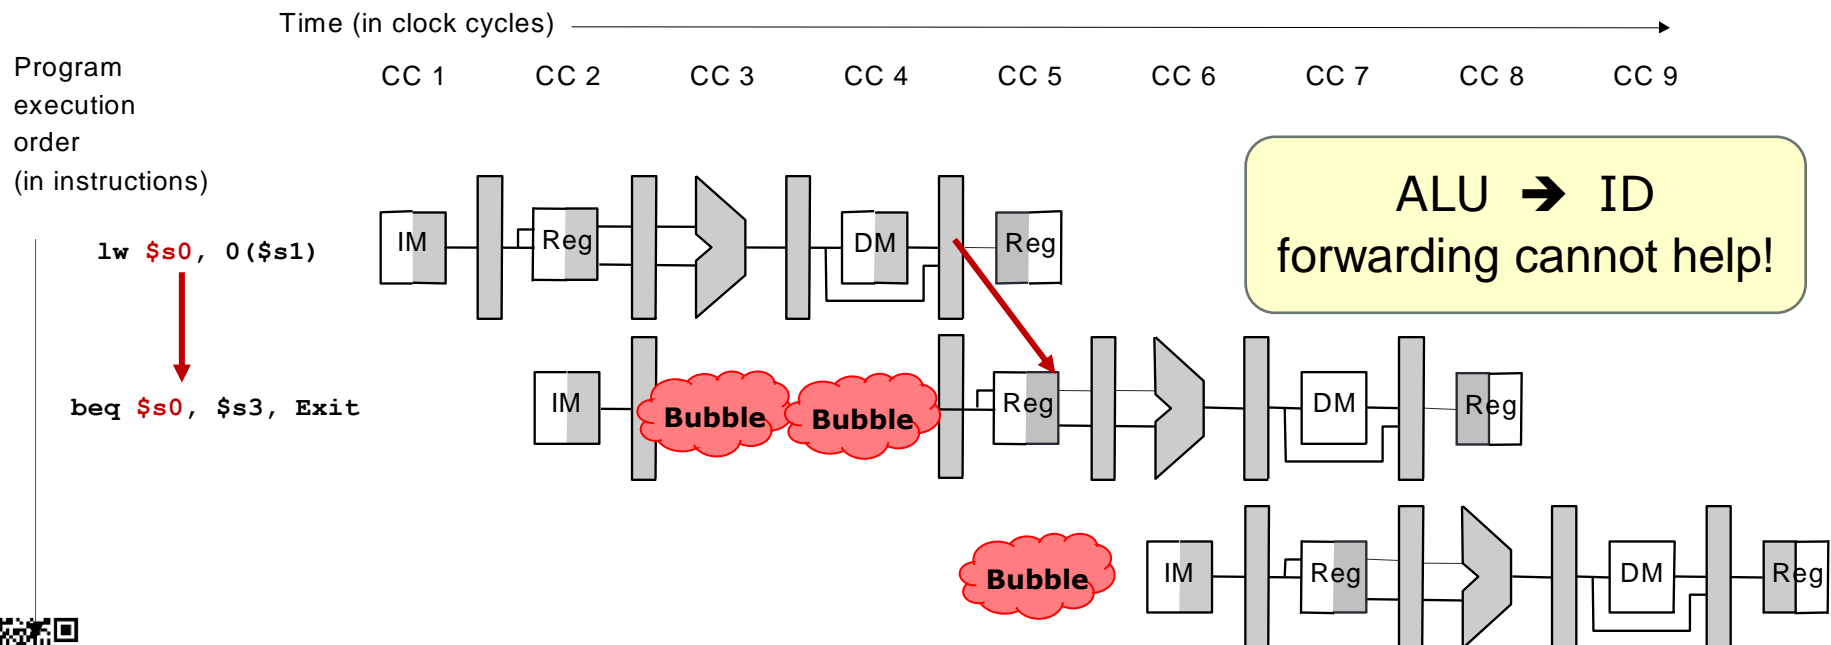 Time (in clock cycles)
Program
execution
order
(in instructions)
CC 1 CC 2 CC 3 CC 4 CC 5 CC 6 CC 7 CC 8 CC 9
ALU ➔ ID
forwarding cannot help!
lw $s0, 0($s1)
IM Reg DM Reg
beq $s0, $s3, Exit
IM Bubble Bubble Reg DM Reg
Bubble IM Reg DM Reg